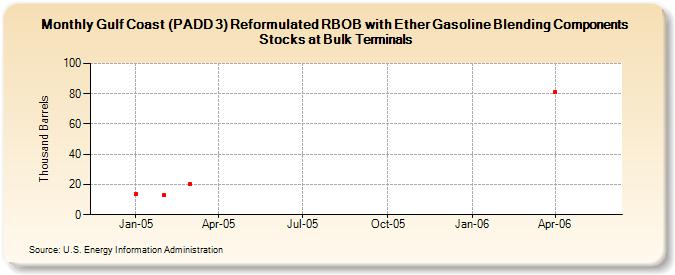 Monthly Gulf Coast (PADD 3) Reformulated RBOB with Ether Gasoline Blending Components
Stocks at Bulk Terminals
Thousand Barrels
100
80
60
40
20
0
Jan-05
Apr-05
Jul-05
Oct-05
Jan-06
Apr-06
Source: U.S. Energy Information Administration